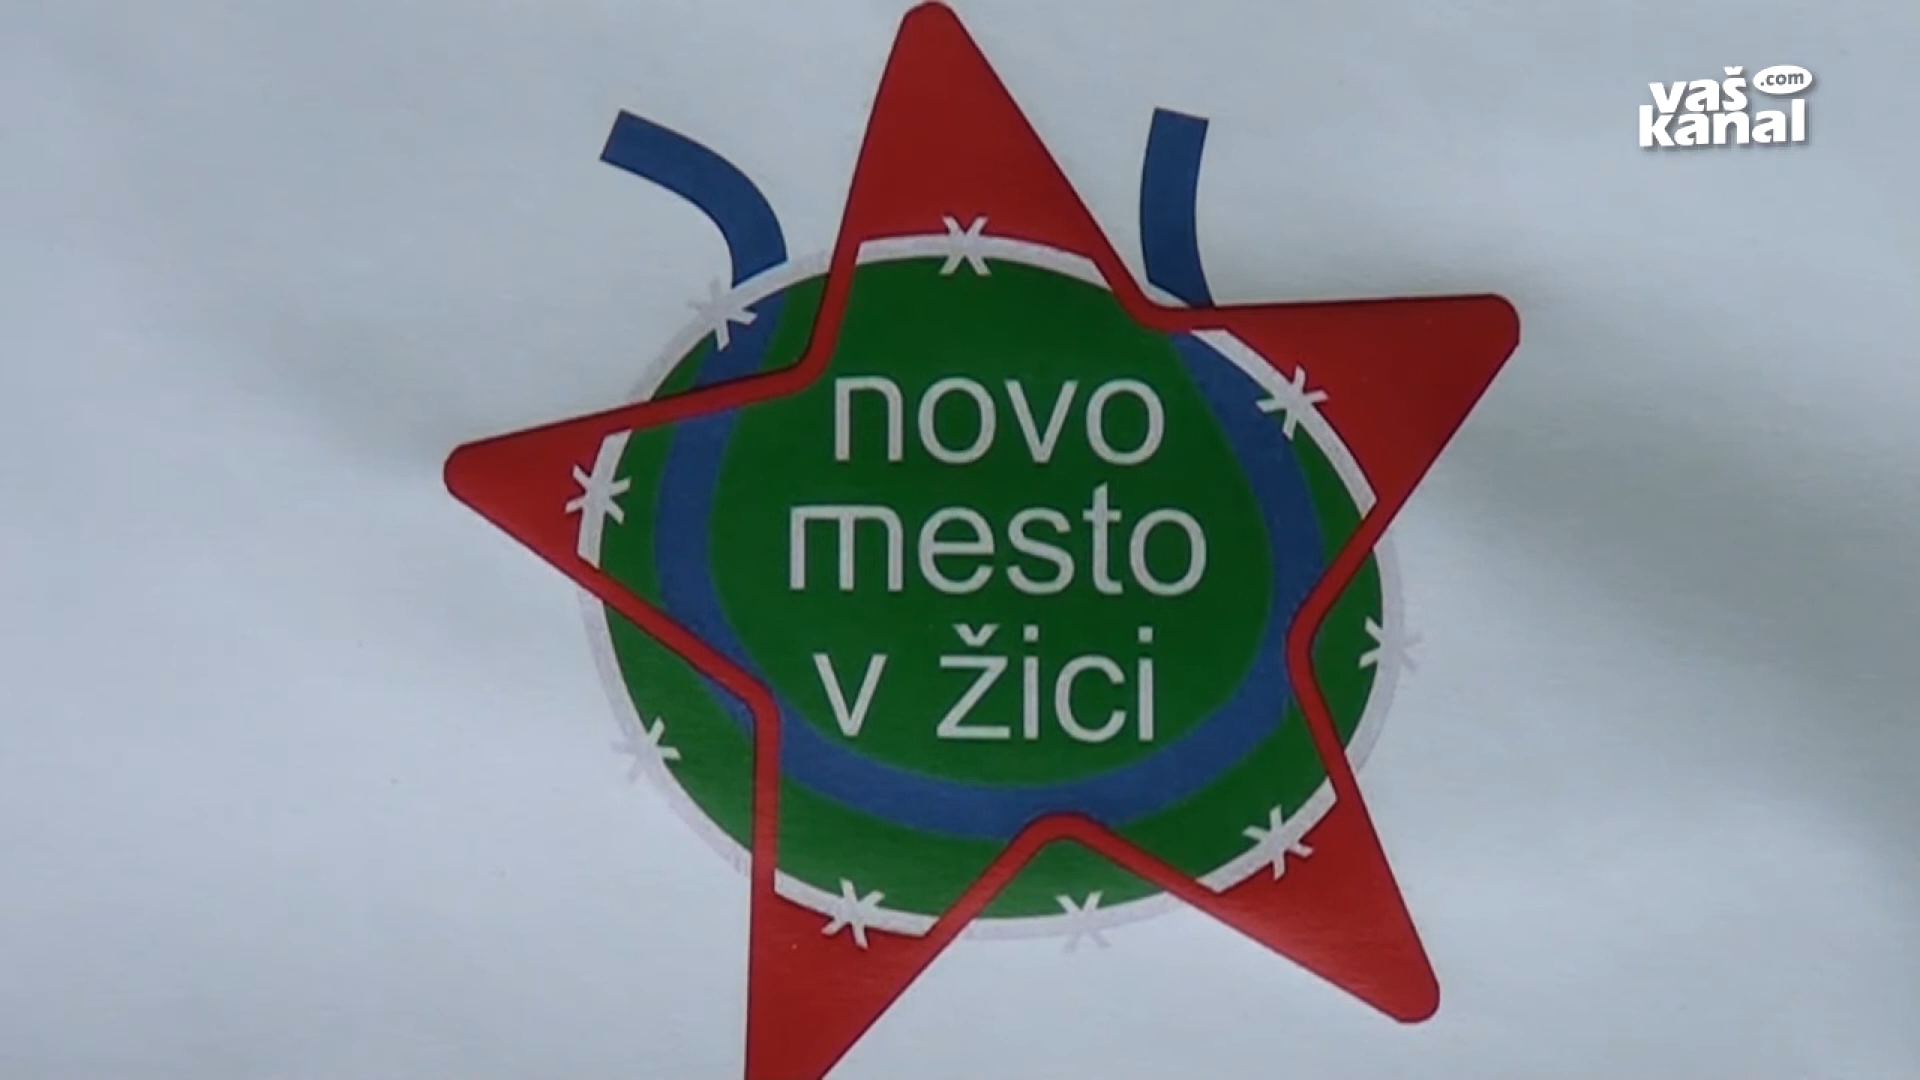 novo
mesto
v žici
vaš .com
kanal